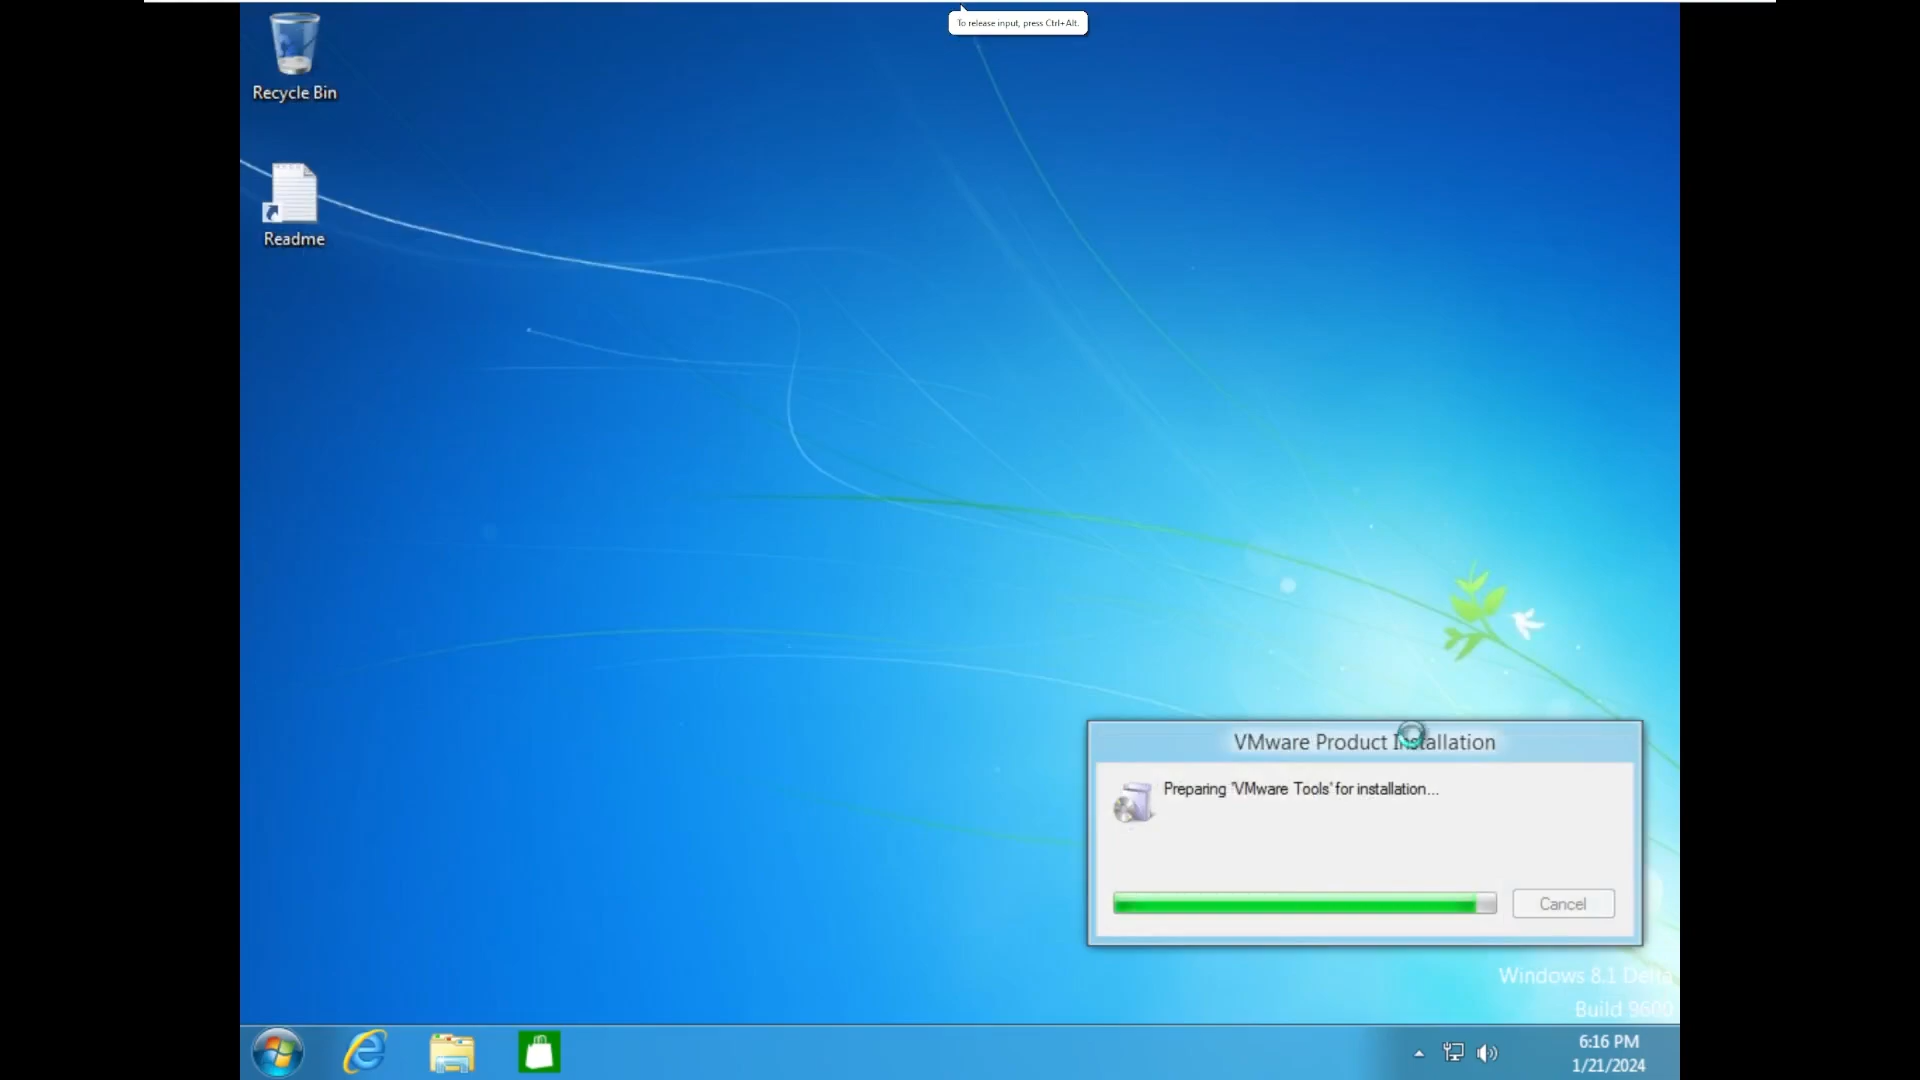 To release input, press Ctrl+Alt.
Recycle Bin
Readme
VMware Product Installation
Preparing 'VMware Tools' for installation...
Cancel
Windows 8.1 Delta
Build 9600
6:16 PM
1/21/2024